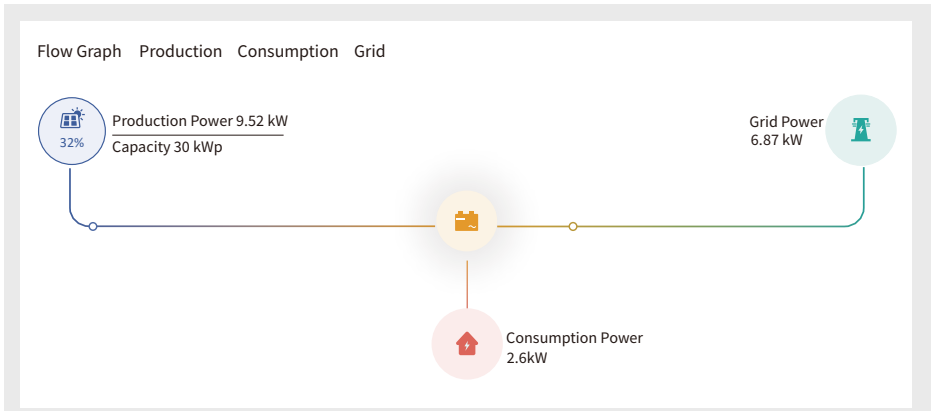 Flow Graph Production Consumption Grid
Production Power 9.52 kW
32%
Capacity 30 kWp
Grid Power
6.87 kW
Consumption Power
2.6kW